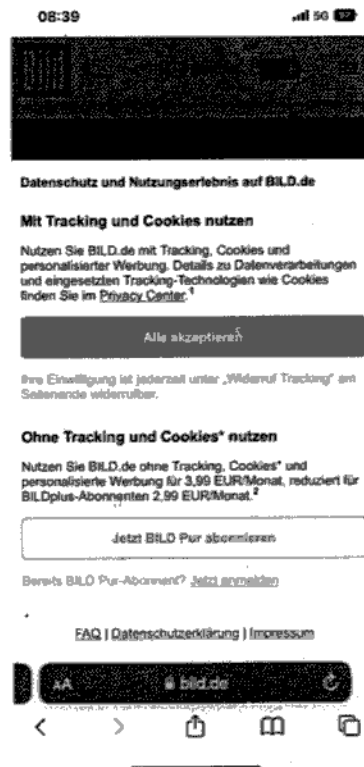 08:39
5G
Datenschutz und Nutzungserlebnis auf BILD.de
Mit Tracking und Cookies nutzen
Nutzen Sie BILD.de mit Tracking, Cookies und
personalisierter Werbung. Details zu Datenverarbeitungen
und eingesetzten Tracking-Technologien wie Cookies
finden Sie im Privacy Center.¹
Alle akzeptieren
Ihre Einwilligung ist jederzeit unter „Widerruf Tracking" am
Seitenende widerrufbar.
Ohne Tracking und Cookies* nutzen
Nutzen Sie BILD.de ohne Tracking, Cookies* und
personalisierte Werbung für 3,99 EUR/Monat, reduziert für
BILDplus-Abonnenten 2,99 EUR/Monat.²
Jetzt BILD Pur abonnieren
Bereits BILD Pur-Abonnent? Jetzt anmelden
FAQ | Datenschutzerklärung | Impressum
AA bild.de